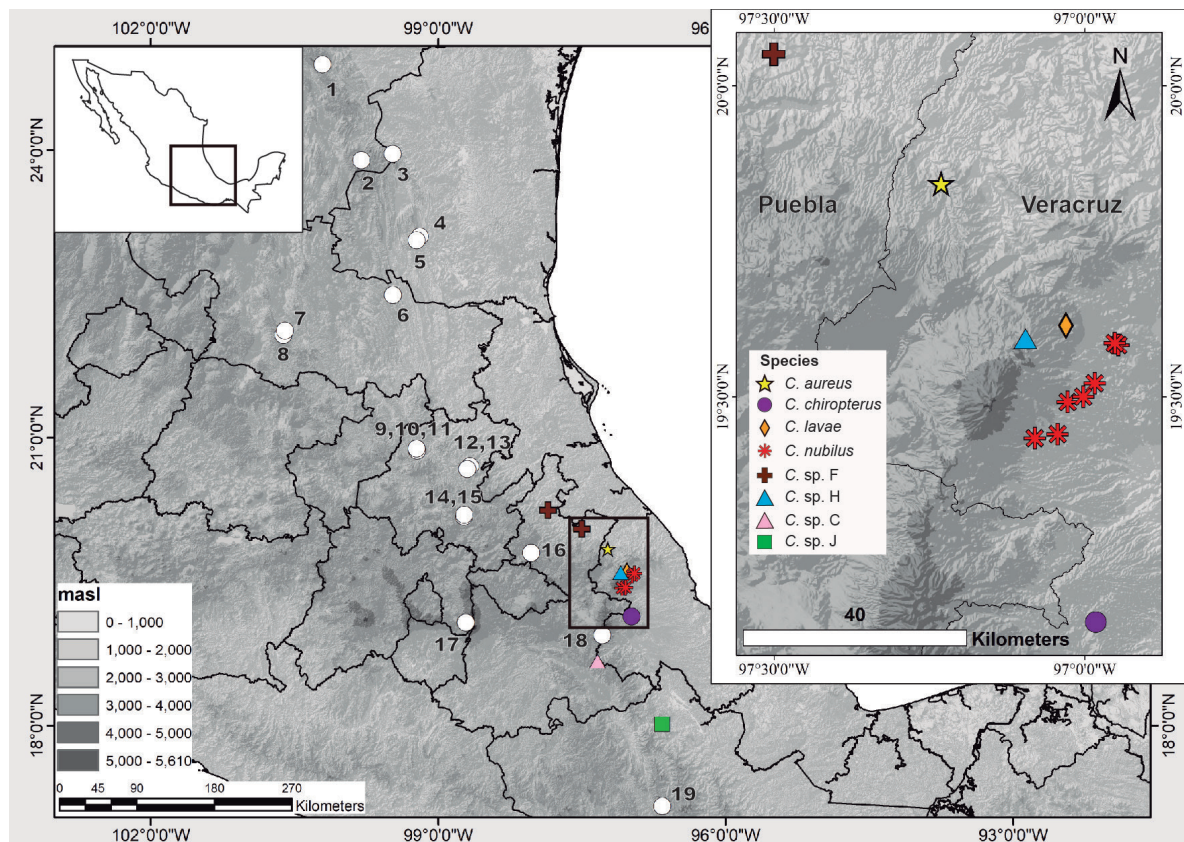 102°0'0"W
99°0'0"W
96
97°30'0"W
97°0'0"W
24°0'0"N
21°0'0"N
18°0'0"N
1
2
3
4
5
6
7
8
9,10,11
12,13
14,15
16
17
18
19
masl
0 - 1,000
1,000 - 2,000
2,000 - 3,000
3,000 - 4,000
4,000 - 5,000
5,000 - 5,610
0 45 90 180 270
Kilometers
N
20°0'0"N
20°0'0"N
Puebla
Veracruz
19°30'0"N
19°30'0"N
Species
C. aureus
C. chiropterus
C. lavae
C. nubilus
C. sp. F
C. sp. H
C. sp. C
C. sp. J
40
Kilometers
97°30'0"W
97°0'0"W
18°0'0"N
102°0'0"W
99°0'0"W
96°0'0"W
93°0'0"W